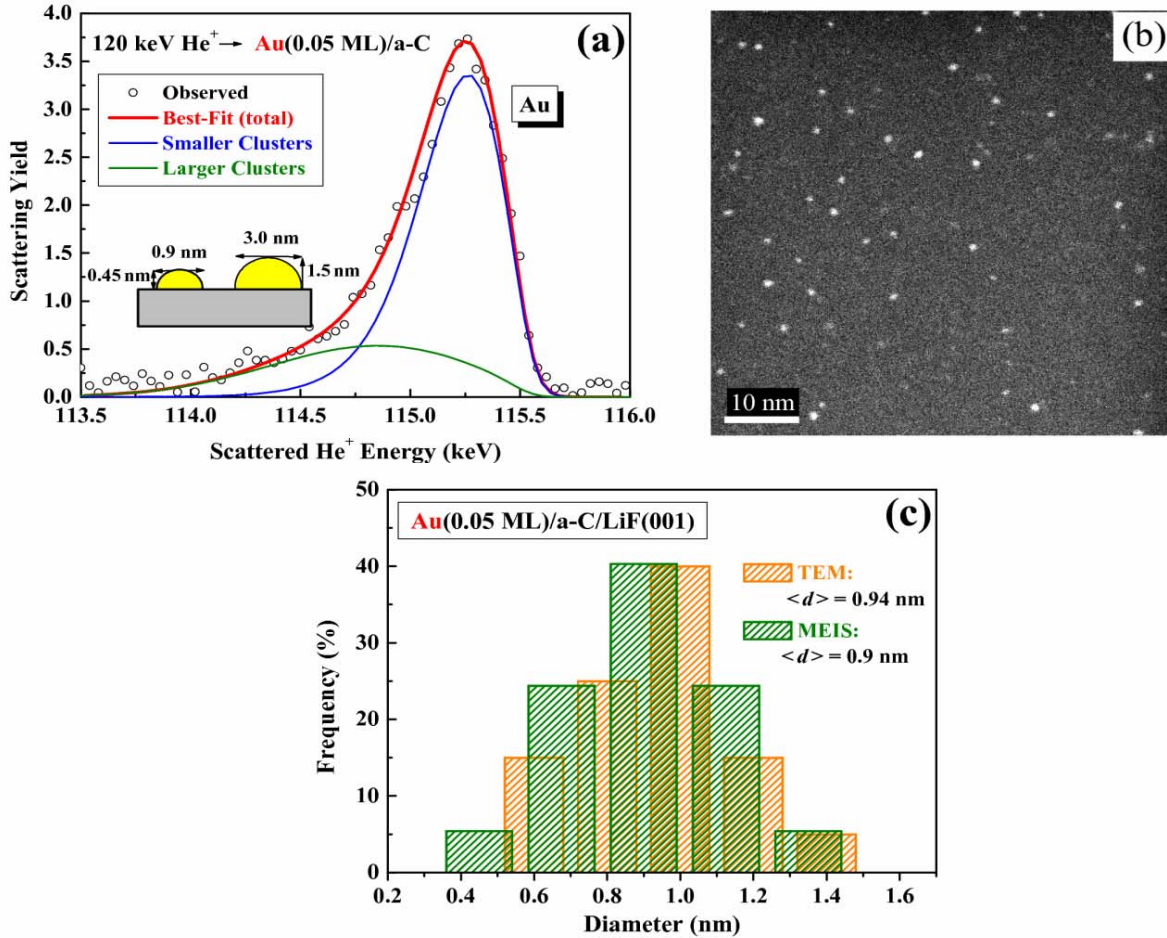 (a)
120 keV He⁺→ Au(0.05 ML)/a-C
Observed
Best-Fit (total)
Smaller Clusters
Larger Clusters
Au
0.9 nm
3.0 nm
0.45 nm
1.5 nm
Scattering Yield
4.0
3.5
3.0
2.5
2.0
1.5
1.0
0.5
0.0
113.5 114.0 114.5 115.0 115.5 116.0
Scattered He⁺ Energy (keV)
(b)
10 nm
(c)
Au(0.05 ML)/a-C/LiF(001)
TEM:
<d> = 0.94 nm
MEIS:
<d> = 0.9 nm
Frequency (%)
50
40
30
20
10
0
0.2 0.4 0.6 0.8 1.0 1.2 1.4 1.6
Diameter (nm)